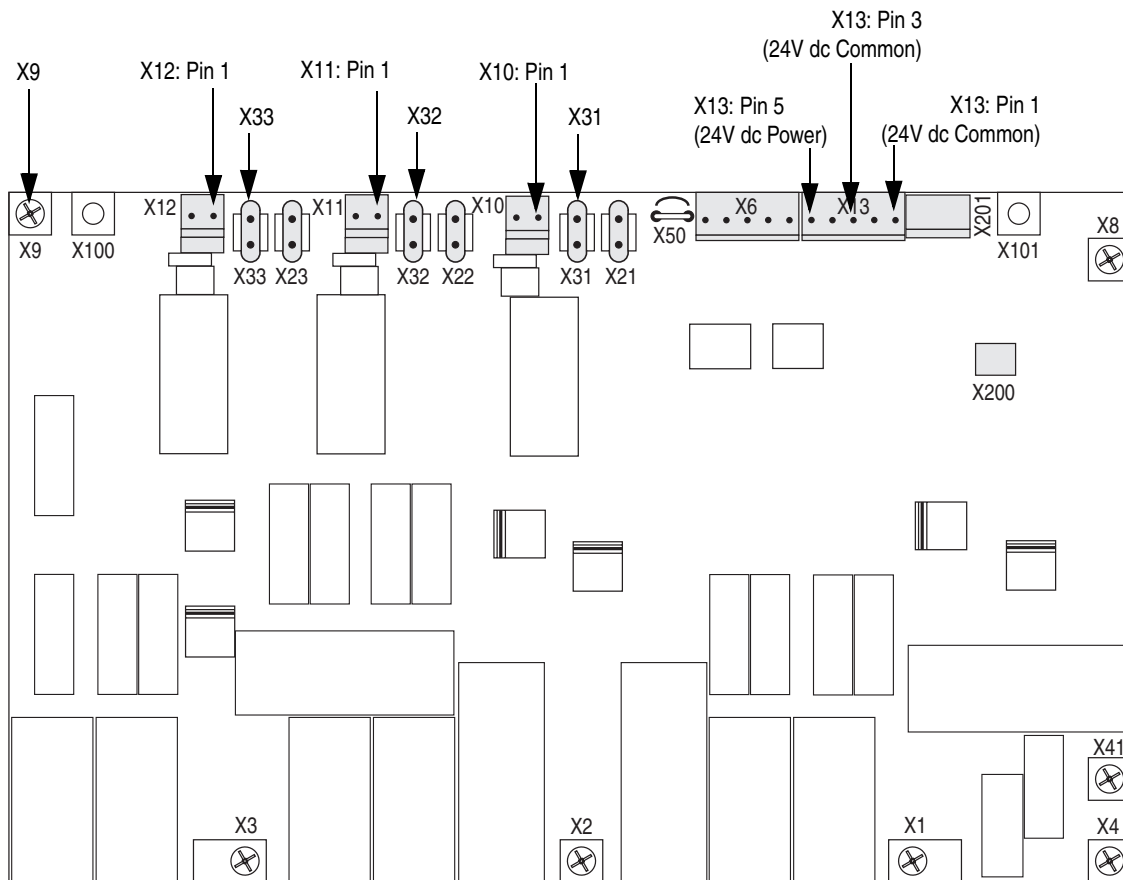 X13: Pin 3
(24V dc Common)
X9
X12: Pin 1
X11: Pin 1
X10: Pin 1
X13: Pin 5
(24V dc Power)
X13: Pin 1
(24V dc Common)
X33
X32
X31
X12
X11
X10
X6
X13
X201
X9
X100
X33
X23
X32
X22
X31
X21
X50
X101
X8
X200
X41
X3
X2
X1
X4